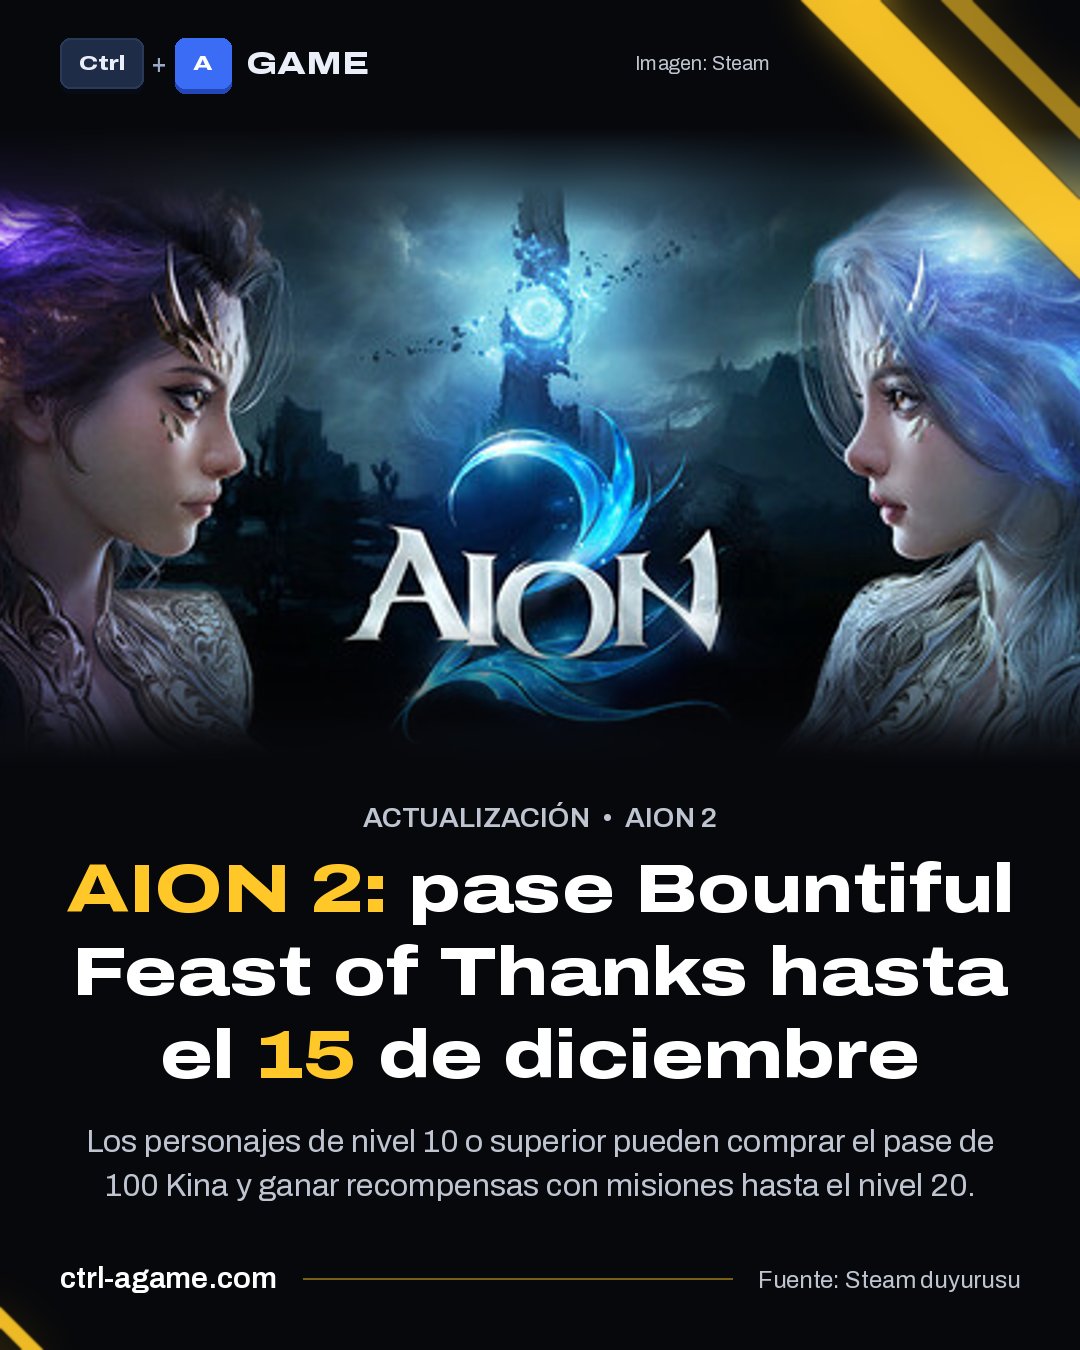 Ctrl + A GAME
Imagen: Steam
AION 2
ACTUALIZACIÓN • AION 2
AION 2: pase Bountiful
Feast of Thanks hasta
el 15 de diciembre
Los personajes de nivel 10 o superior pueden comprar el pase de
100 Kina y ganar recompensas con misiones hasta el nivel 20.
ctrl-agame.com
Fuente: Steam duyurusu